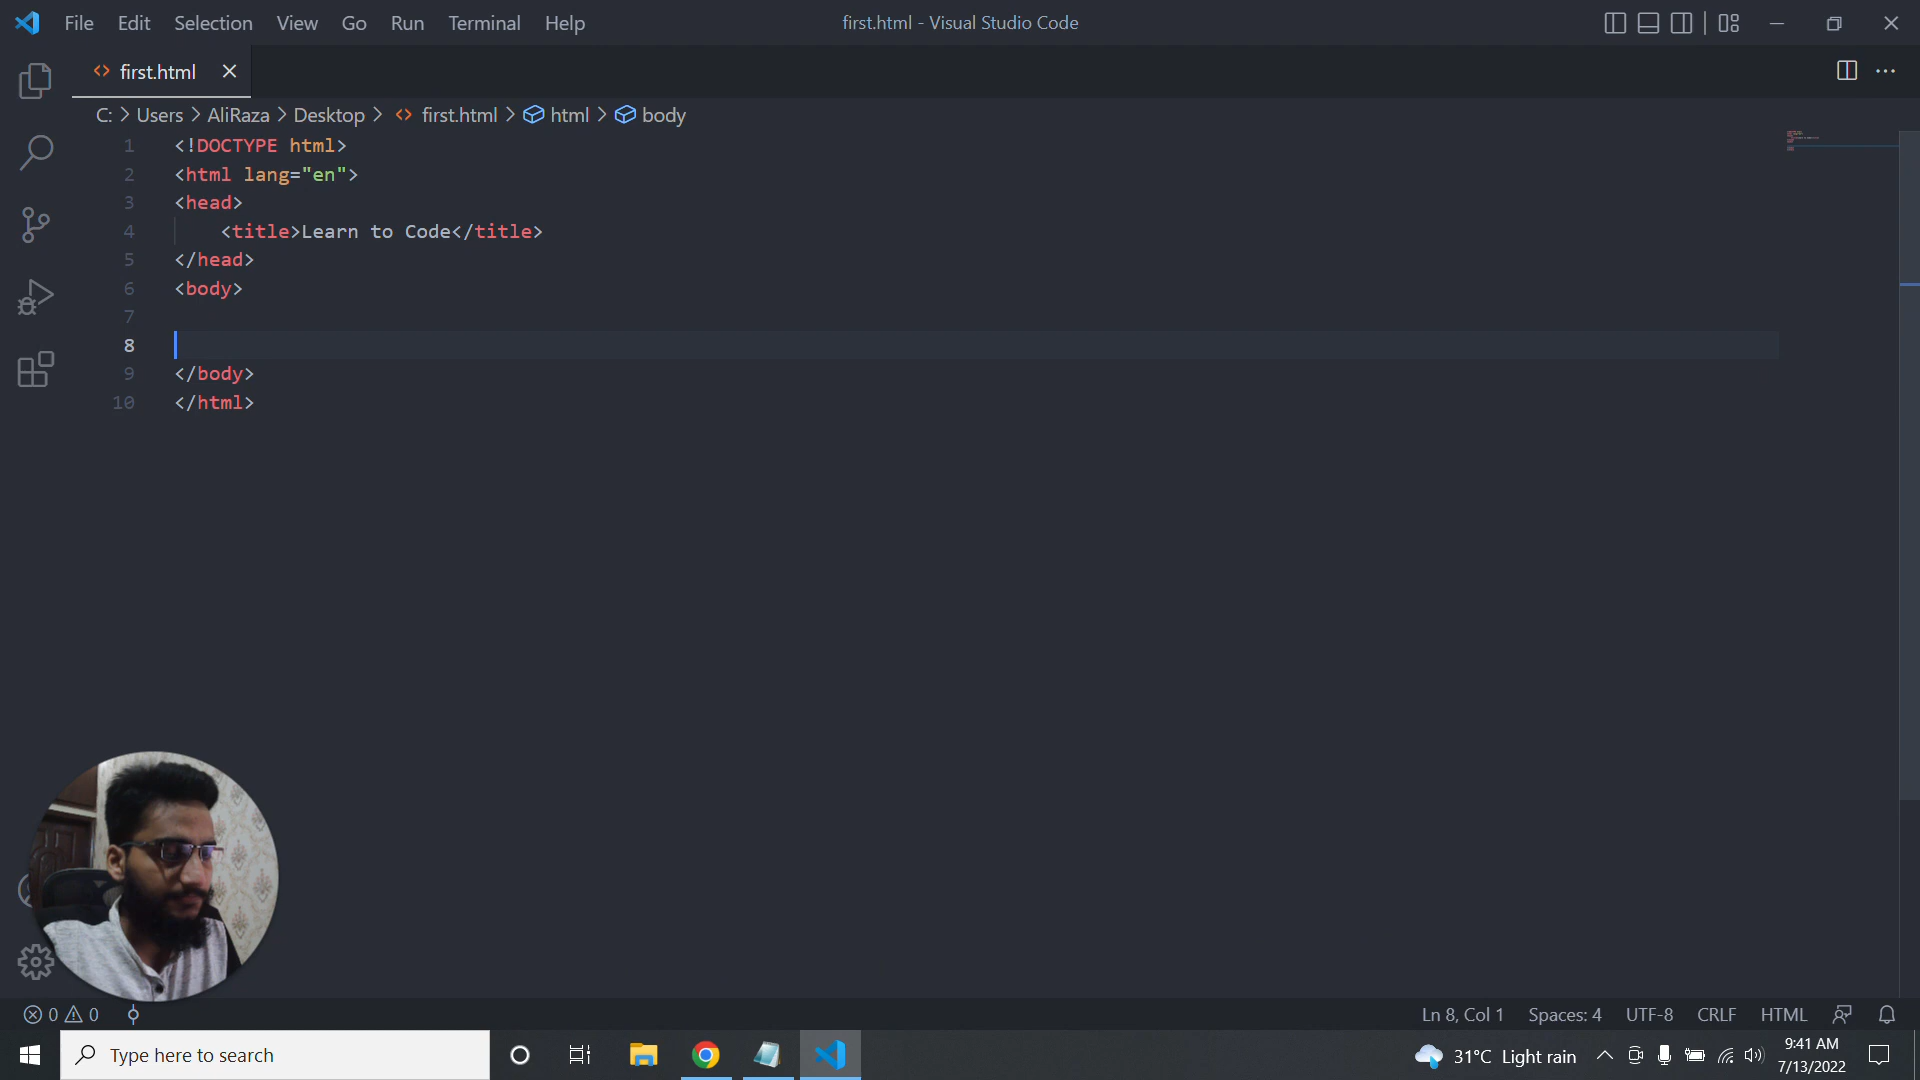 File Edit Selection View Go Run Terminal Help first.html - Visual Studio Code
first.html
C: > Users > AliRaza > Desktop > first.html > html > body
1 <!DOCTYPE html>
2 <html lang="en">
3 <head>
4 <title>Learn to Code</title>
5 </head>
6 <body>
7
8
9 </body>
10 </html>
0 0 Ln 8, Col 1 Spaces: 4 UTF-8 CRLF HTML
Type here to search 31°C Light rain 9:41 AM
7/13/2022